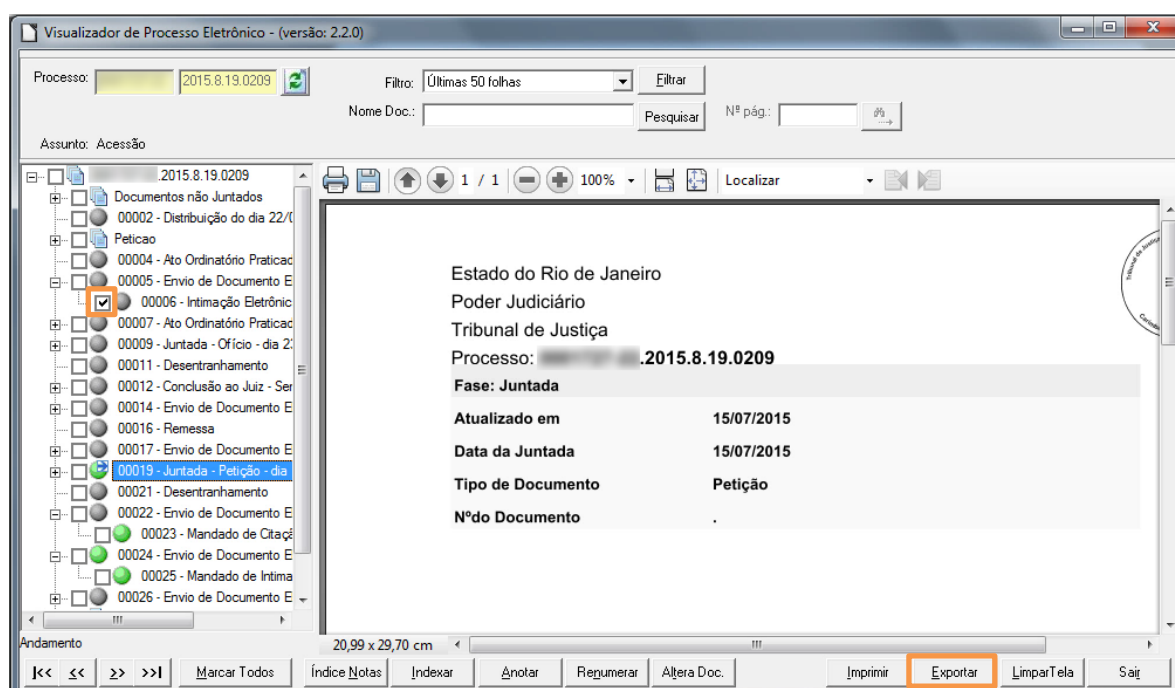 Visualizador de Processo Eletrônico - (versão: 2.2.0)
Processo: 2015.8.19.0209 Filtro: Últimas 50 folhas Filtrar
Nome Doc.: Pesquisar Nº pág.:
Assunto: Acessão
.2015.8.19.0209
Documentos não Juntados
00002 - Distribuição do dia 22/0
Peticao
00004 - Ato Ordinatório Praticad
00005 - Envio de Documento E
00006 - Intimação Eletrônic
00007 - Ato Ordinatório Praticad
00009 - Juntada - Ofício - dia 2
00011 - Desentranhamento
00012 - Conclusão ao Juiz - Ser
00014 - Envio de Documento E
00016 - Remessa
00017 - Envio de Documento E
00019 - Juntada - Petição - dia
00021 - Desentranhamento
00022 - Envio de Documento E
00023 - Mandado de Citaçã
00024 - Envio de Documento E
00025 - Mandado de Intima
00026 - Envio de Documento E
Andamento
1 / 1 100% Localizar
Estado do Rio de Janeiro
Poder Judiciário
Tribunal de Justiça
Processo: .2015.8.19.0209
Fase: Juntada
Atualizado em 15/07/2015
Data da Juntada 15/07/2015
Tipo de Documento Petição
Nºdo Documento .
Tribunal de Justiça
20,99 x 29,70 cm
|<< << >> >>| Marcar Todos Índice Notas Indexar Anotar Renumerar Altera Doc. Imprimir Exportar LimparTela Sair